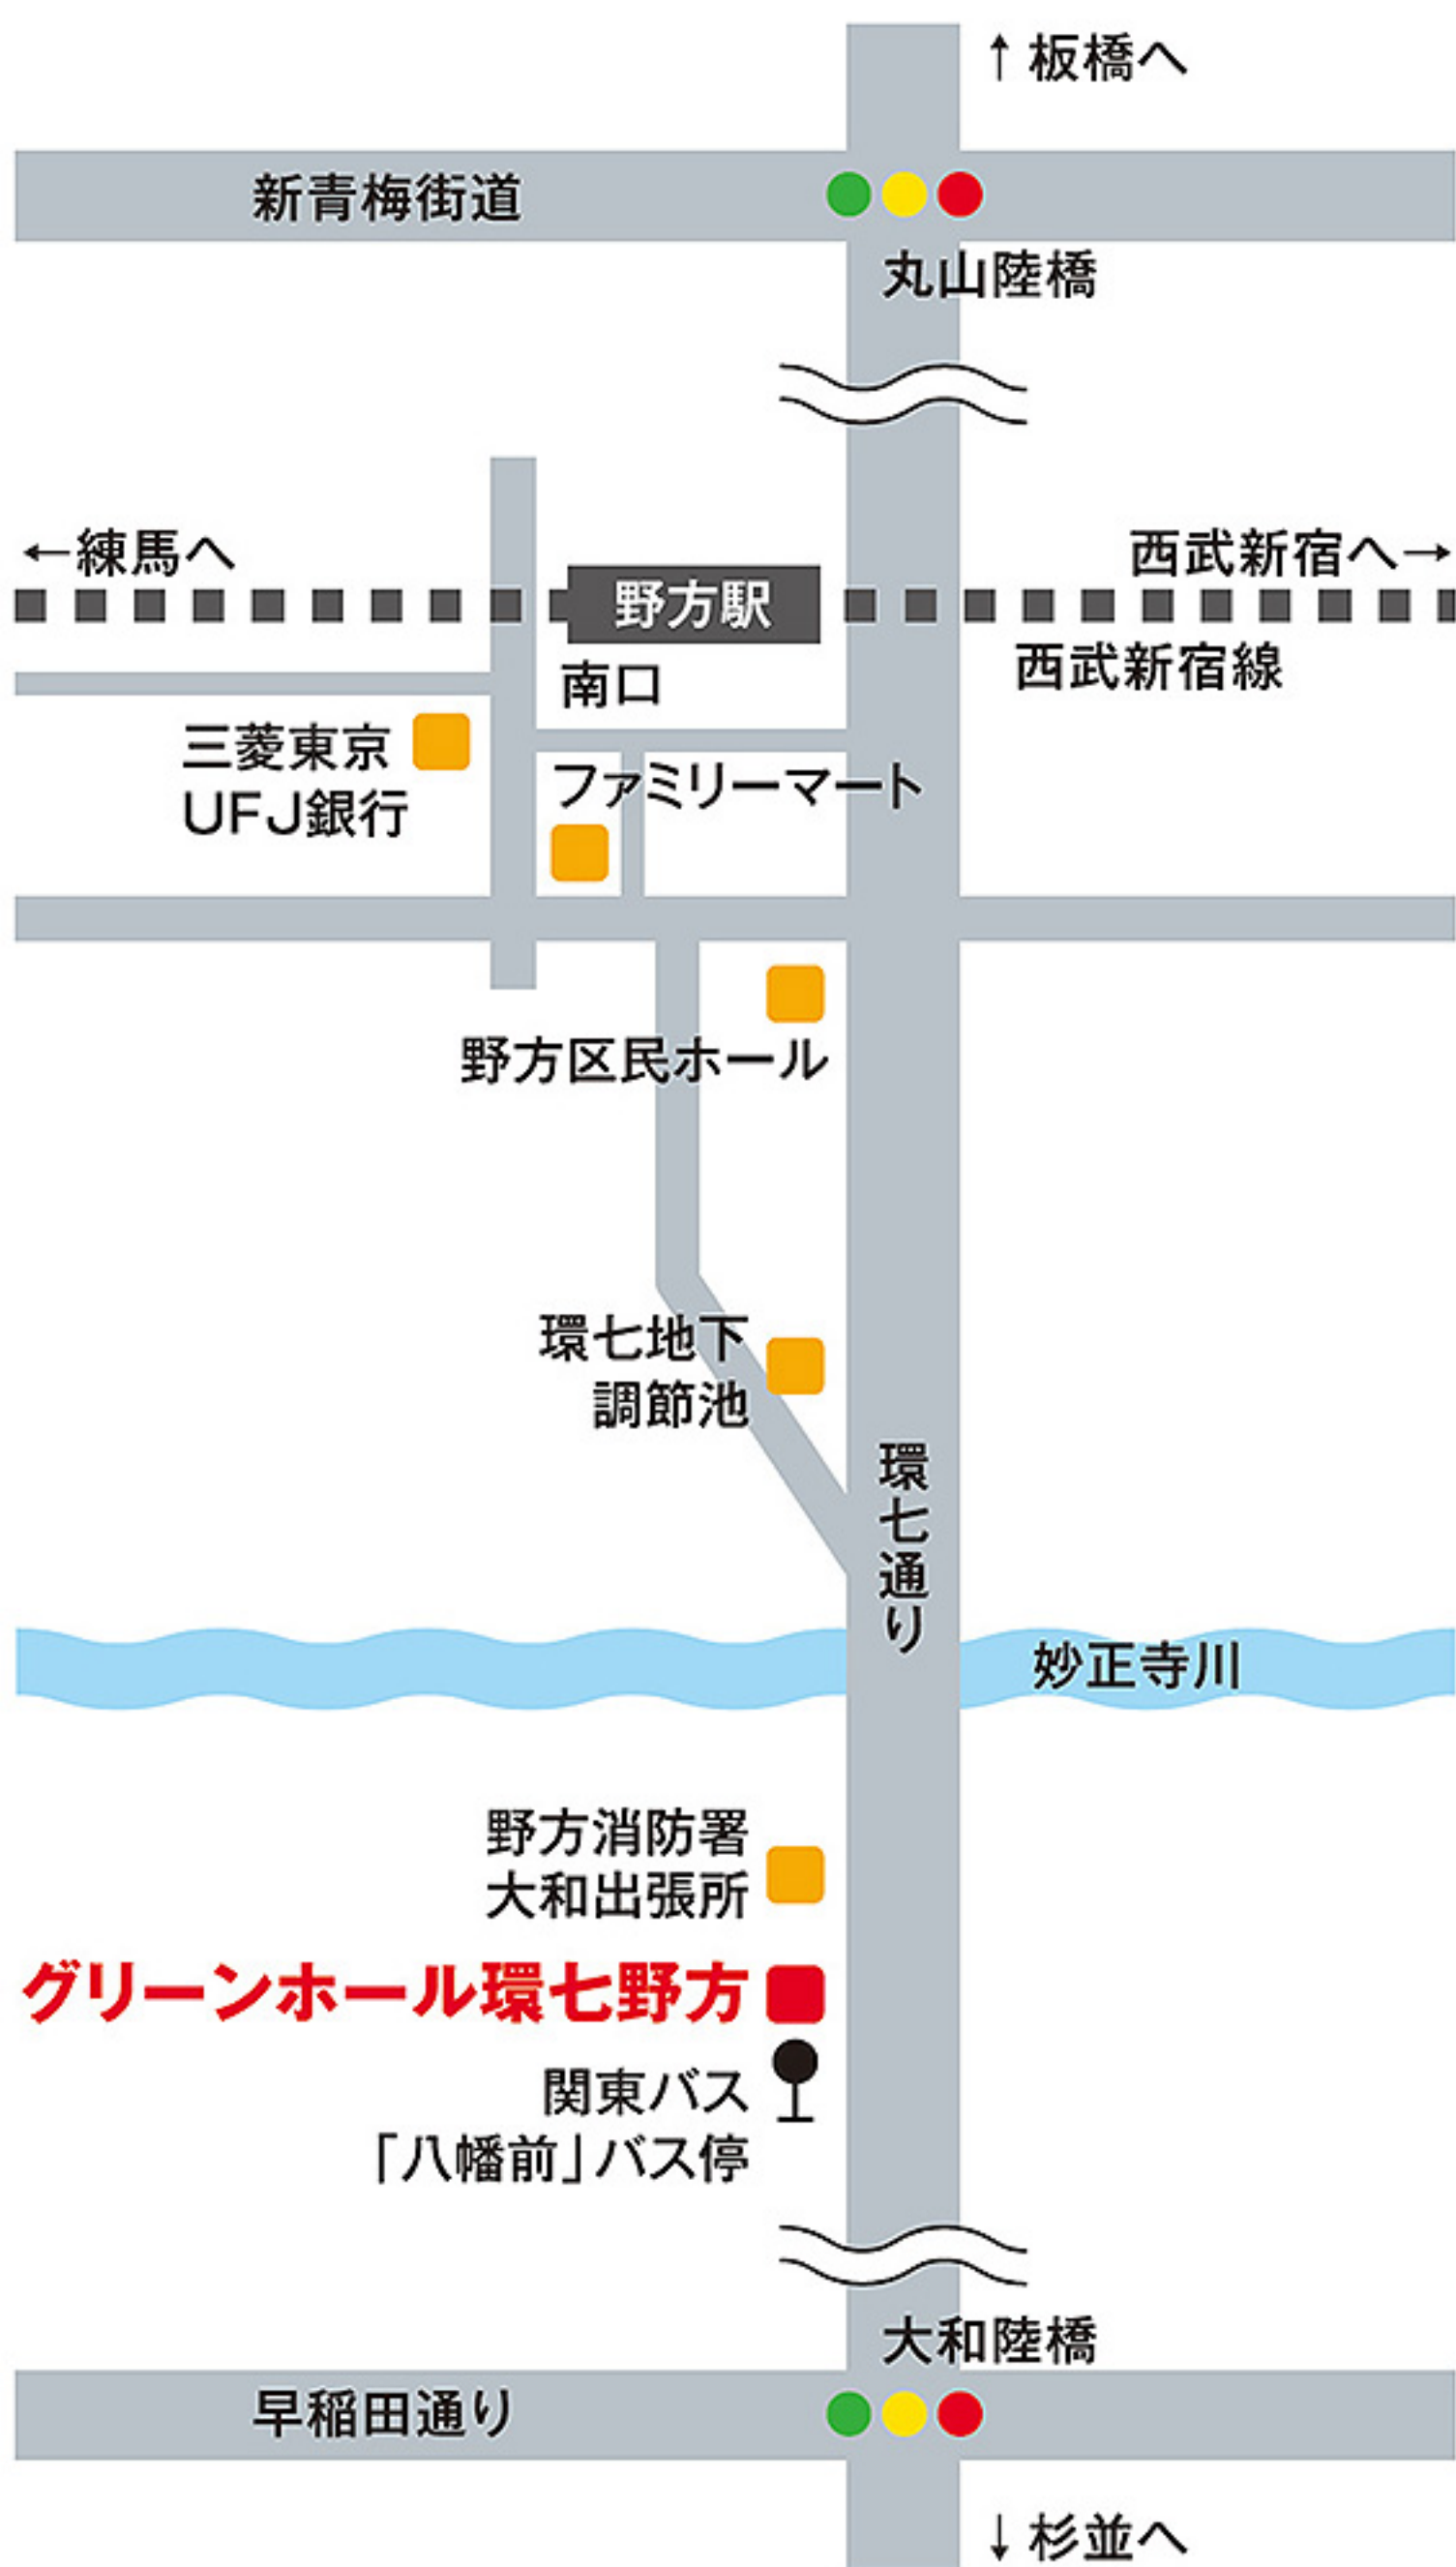 ↑板橋へ
新青梅街道
丸山陸橋
←練馬へ
西武新宿へ→
野方駅
西武新宿線
南口
三菱東京
UFJ銀行
ファミリーマート
野方区民ホール
環七地下
調節池
環七通り
妙正寺川
野方消防署
大和出張所
グリーンホール環七野方
関東バス
「八幡前」バス停
大和陸橋
早稲田通り
↓杉並へ